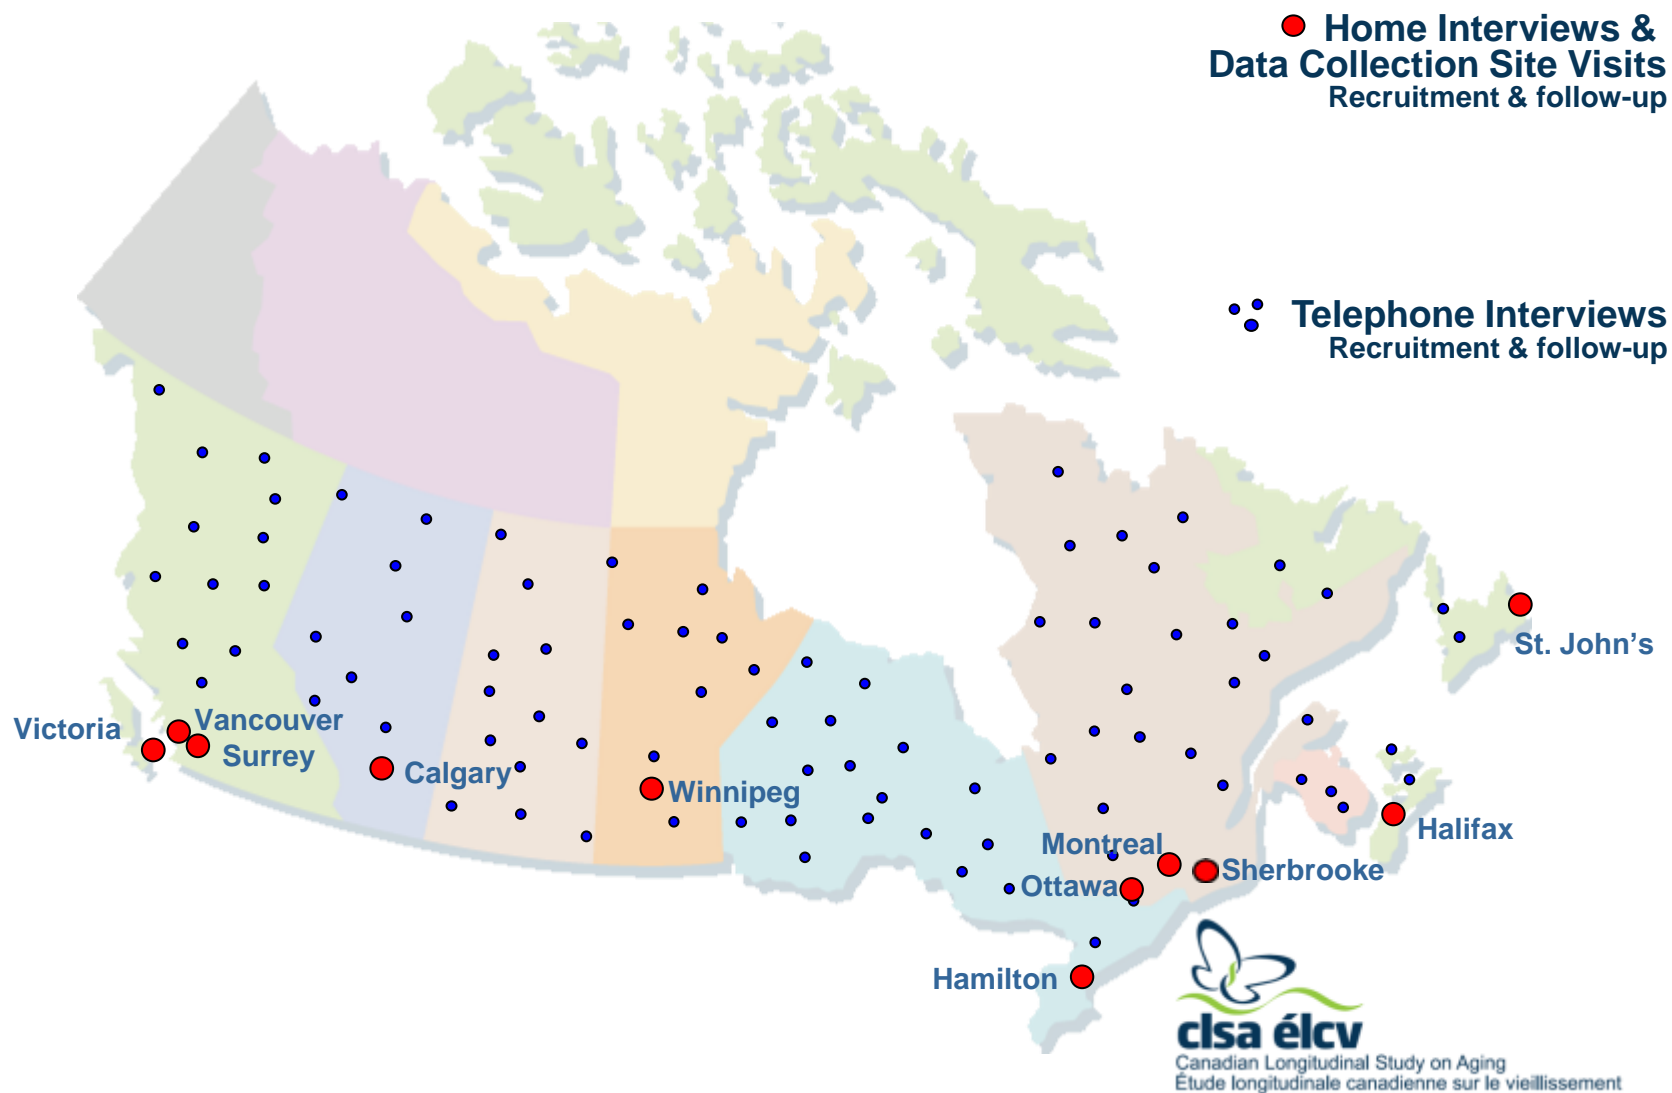 Home Interviews &
Data Collection Site Visits
Recruitment & follow-up
Telephone Interviews
Recruitment & follow-up
St. John’s
Victoria
Vancouver
Surrey
Calgary
Winnipeg
Halifax
Montreal
Sherbrooke
Ottawa
Hamilton
clsa élcv
Canadian Longitudinal Study on Aging
Étude longitudinale canadienne sur le vieillissement